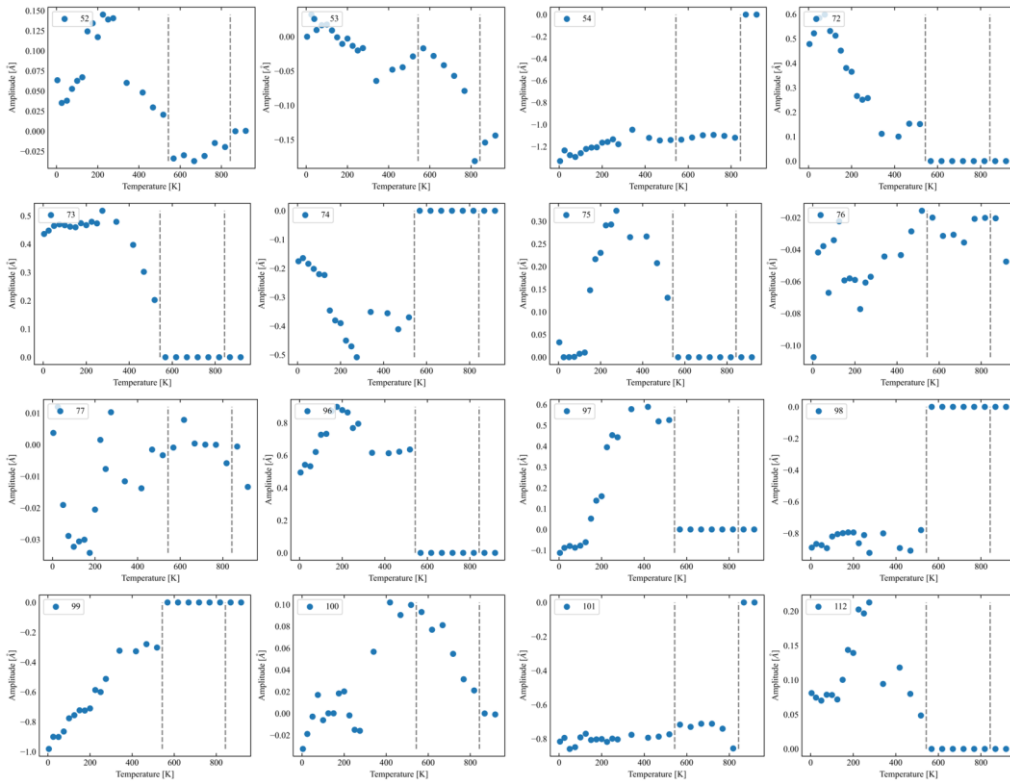 52
Amplitude [Å]
0.150
0.125
0.100
0.075
0.050
0.025
0.000
−0.025
0 200 400 600 800
Temperature [K]
53
Amplitude [Å]
0.00
−0.05
−0.10
−0.15
0 200 400 600 800
Temperature [K]
54
Amplitude [Å]
0.0
−0.2
−0.4
−0.6
−0.8
−1.0
−1.2
0 200 400 600 800
Temperature [K]
72
Amplitude [Å]
0.6
0.5
0.4
0.3
0.2
0.1
0.0
0 200 400 600 800
Temperature [K]
73
Amplitude [Å]
0.5
0.4
0.3
0.2
0.1
0.0
0 200 400 600 800
Temperature [K]
74
Amplitude [Å]
0.0
−0.1
−0.2
−0.3
−0.4
−0.5
0 200 400 600 800
Temperature [K]
75
Amplitude [Å]
0.30
0.25
0.20
0.15
0.10
0.05
0.00
0 200 400 600 800
Temperature [K]
76
Amplitude [Å]
−0.02
−0.04
−0.06
−0.08
−0.10
0 200 400 600 800
Temperature [K]
77
Amplitude [Å]
0.01
0.00
−0.01
−0.02
−0.03
0 200 400 600 800
Temperature [K]
96
Amplitude [Å]
0.8
0.6
0.4
0.2
0.0
0 200 400 600 800
Temperature [K]
97
Amplitude [Å]
0.6
0.5
0.4
0.3
0.2
0.1
0.0
−0.1
0 200 400 600 800
Temperature [K]
98
Amplitude [Å]
0.0
−0.2
−0.4
−0.6
−0.8
0 200 400 600 800
Temperature [K]
99
Amplitude [Å]
0.0
−0.2
−0.4
−0.6
−0.8
−1.0
0 200 400 600 800
Temperature [K]
100
Amplitude [Å]
0.10
0.08
0.06
0.04
0.02
0.00
−0.02
0 200 400 600 800
Temperature [K]
101
Amplitude [Å]
0.0
−0.2
−0.4
−0.6
−0.8
0 200 400 600 800
Temperature [K]
112
Amplitude [Å]
0.20
0.15
0.10
0.05
0.00
0 200 400 600 800
Temperature [K]